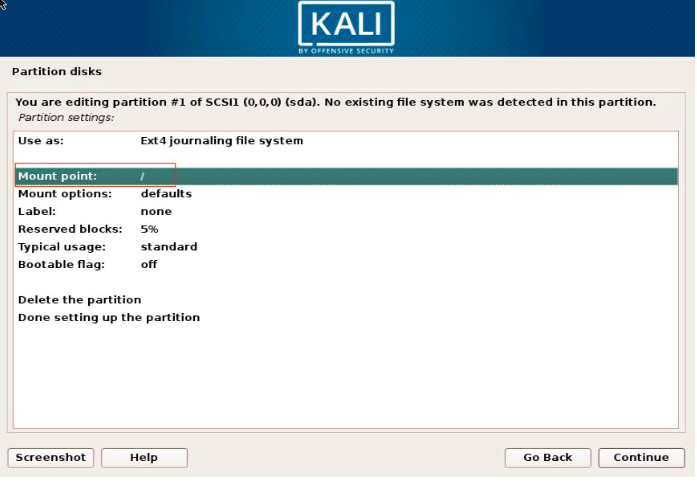 KALI
BY OFFENSIVE SECURITY
Partition disks
You are editing partition #1 of SCSI1 (0,0,0) (sda). No existing file system was detected in this partition.
Partition settings:
Use as: Ext4 journaling file system
Mount point: /
Mount options: defaults
Label: none
Reserved blocks: 5%
Typical usage: standard
Bootable flag: off
Delete the partition
Done setting up the partition
Screenshot Help Go Back Continue